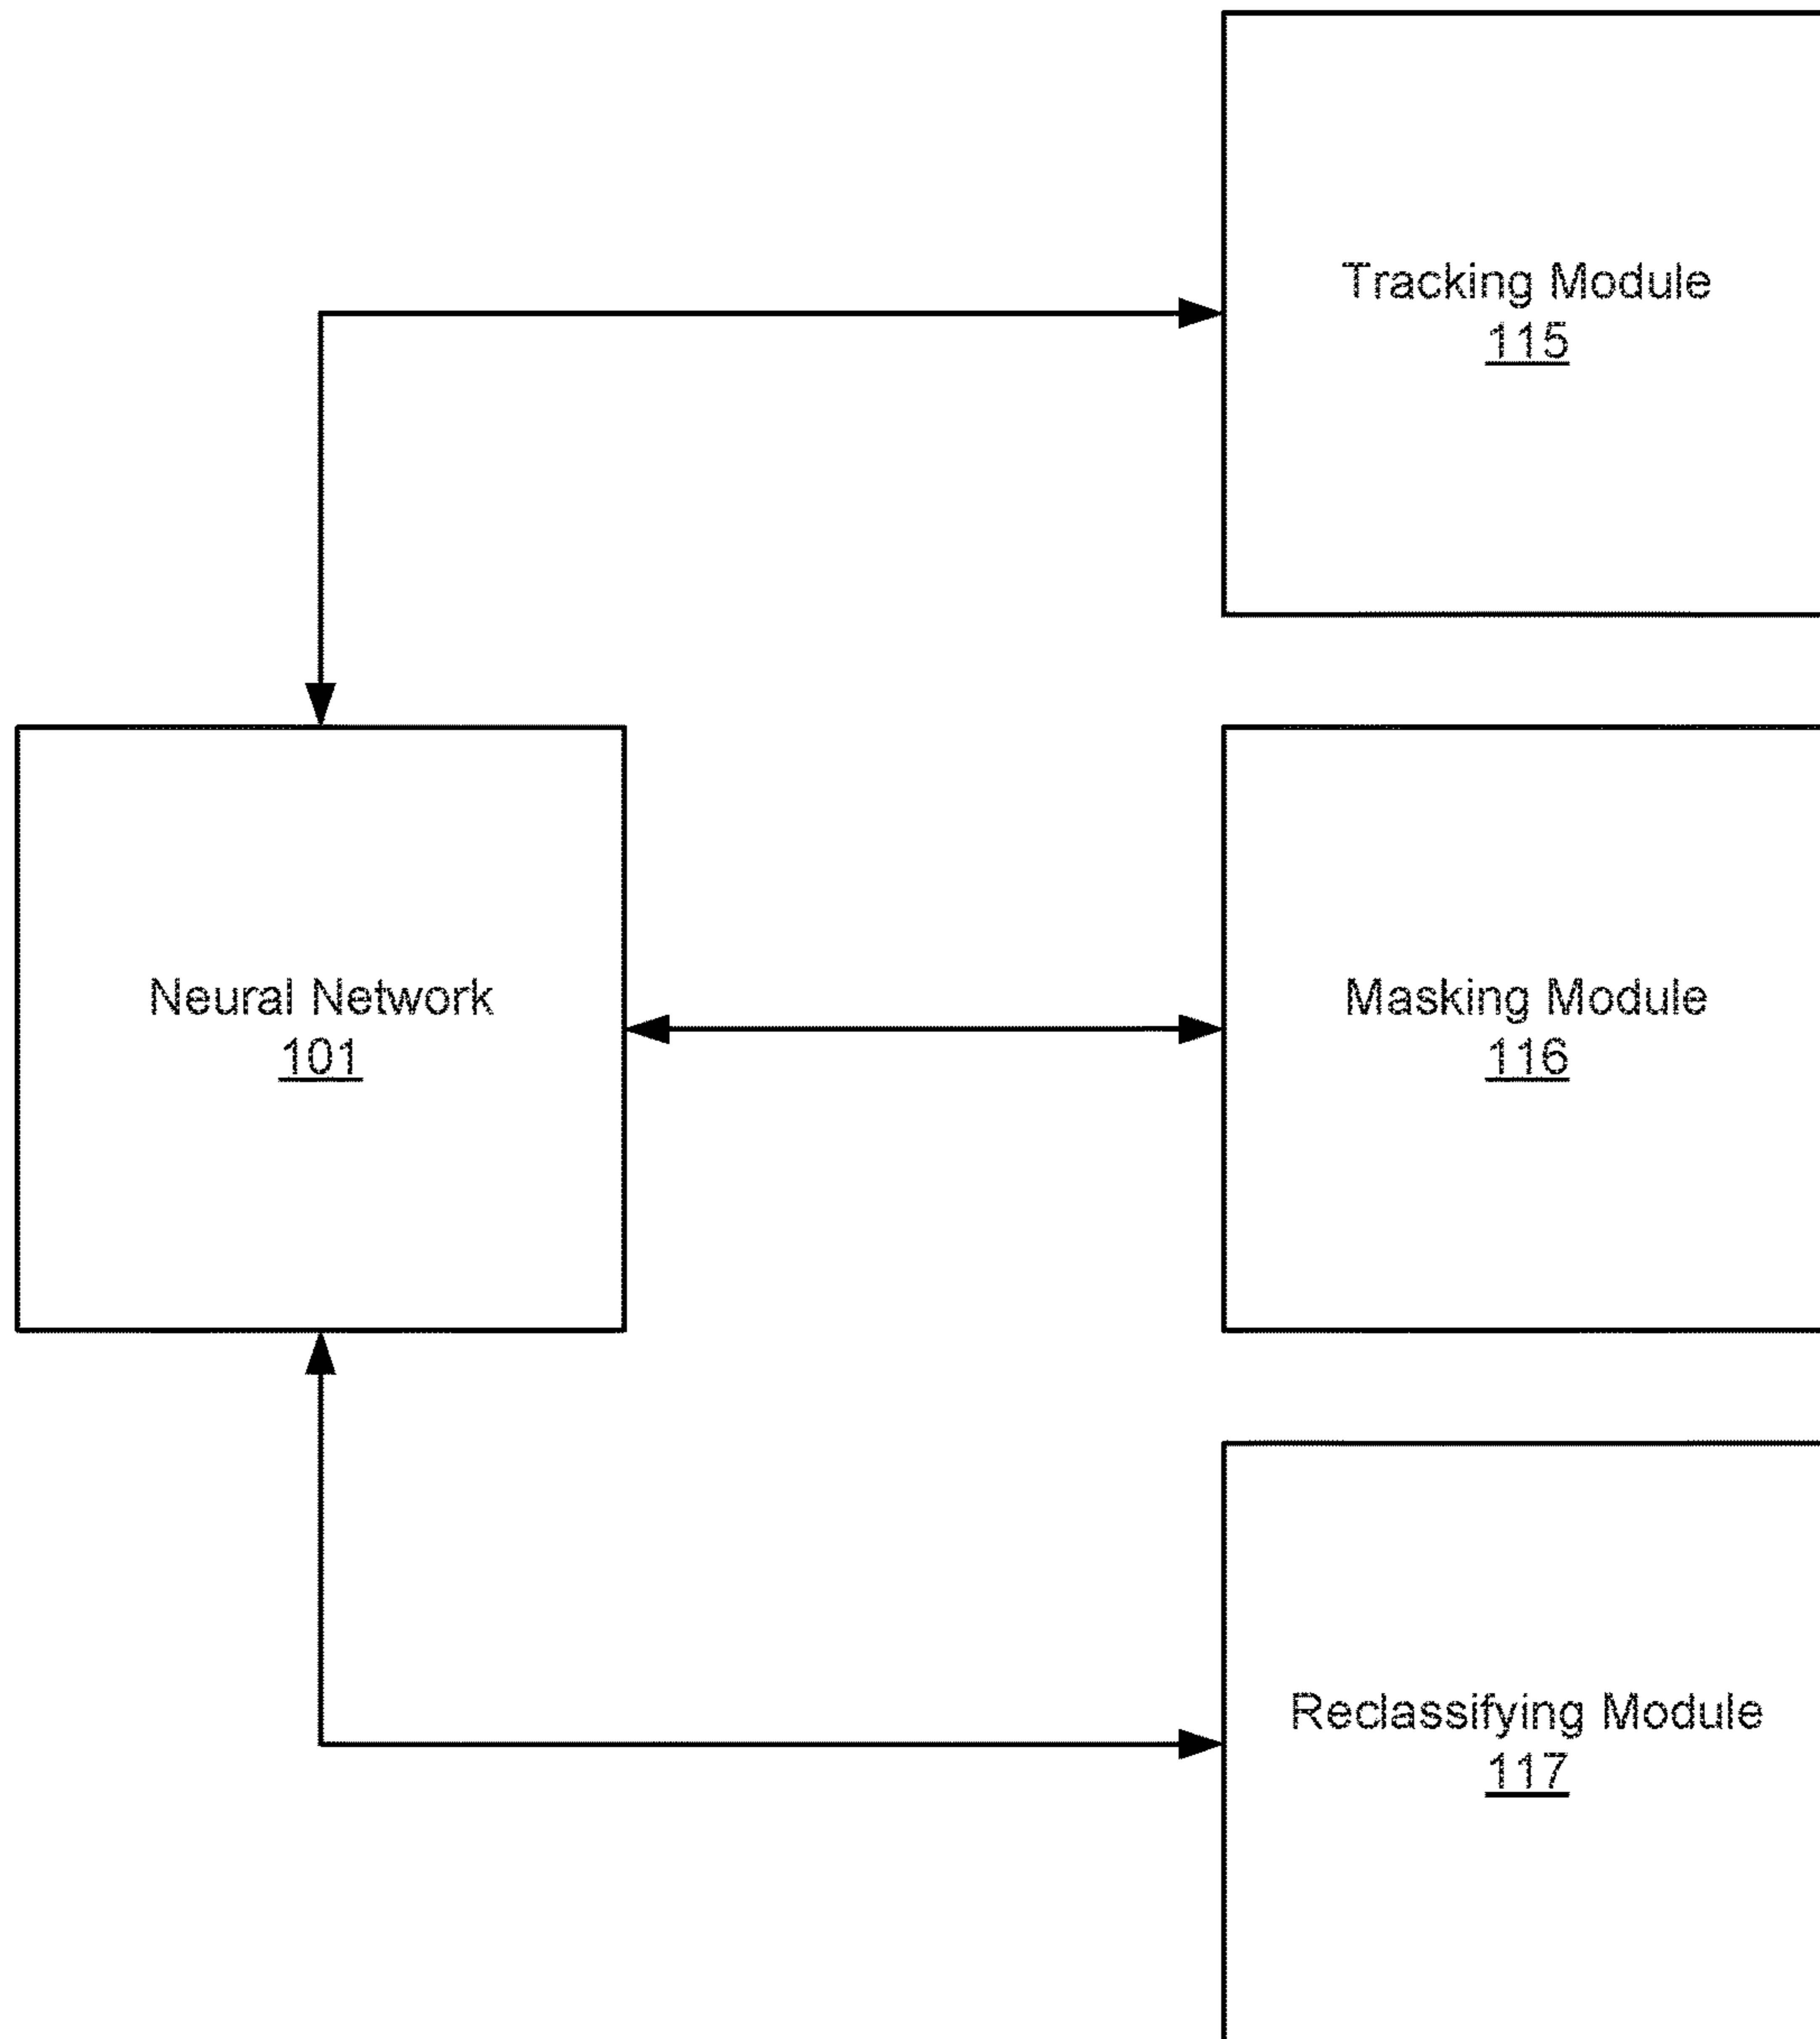 Tracking Module
115
Neural Network
101
Masking Module
116
Reclassifying Module
117